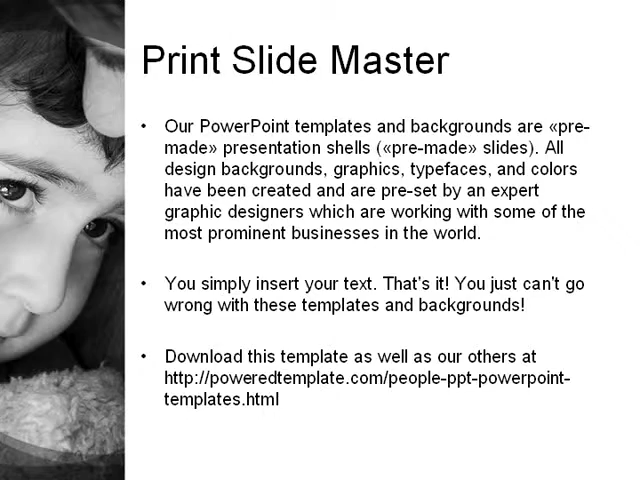 Print Slide Master
• Our PowerPoint templates and backgrounds are «pre-
made» presentation shells («pre-made» slides). All
design backgrounds, graphics, typefaces, and colors
have been created and are pre-set by an expert
graphic designers which are working with some of the
most prominent businesses in the world.
• You simply insert your text. That's it! You just can't go
wrong with these templates and backgrounds!
• Download this template as well as our others at
http://poweredtemplate.com/people-ppt-powerpoint-
templates.html